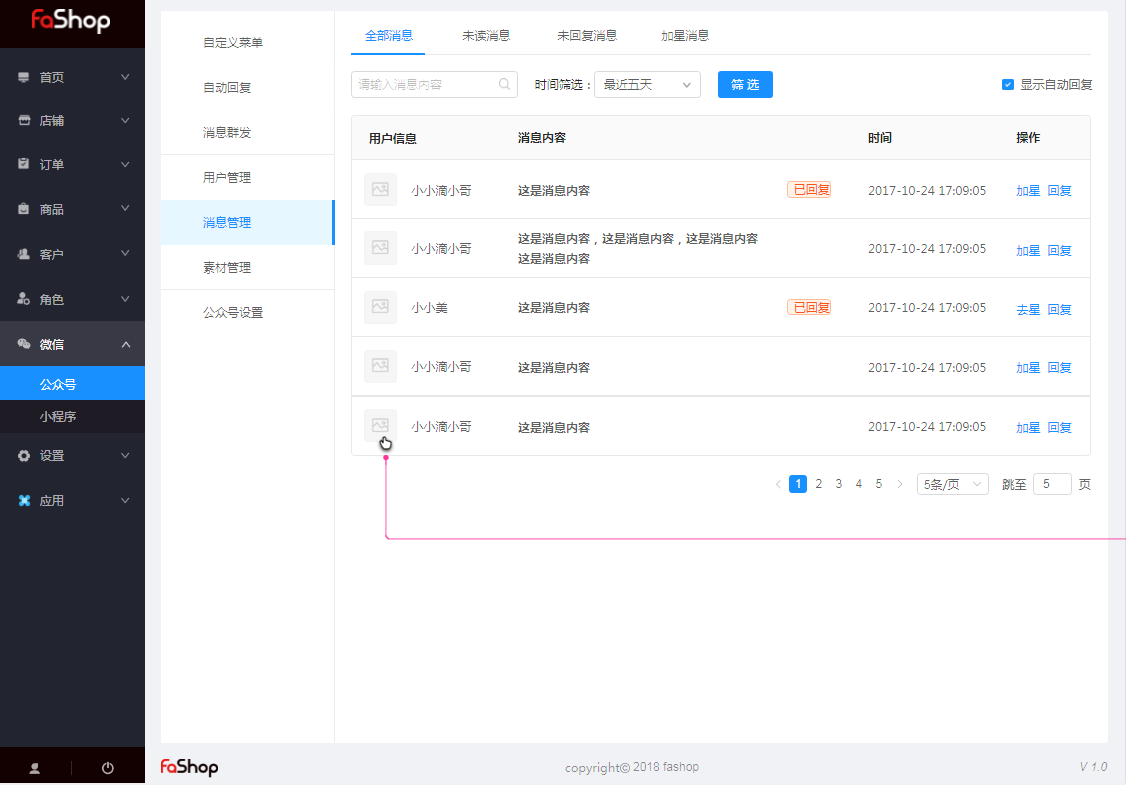 faShop
首页
店铺
订单
商品
客户
角色
微信
公众号
小程序
设置
应用
自定义菜单
自动回复
消息群发
用户管理
消息管理
素材管理
公众号设置
全部消息 未读消息 未回复消息 加星消息
请输入消息内容 时间筛选： 最近五天 筛 选 显示自动回复
用户信息 消息内容 时间 操作
小小滴小哥 这是消息内容 已回复 2017-10-24 17:09:05 加星 回复
小小滴小哥 这是消息内容，这是消息内容，这是消息内容 2017-10-24 17:09:05 加星 回复
这是消息内容
小小美 这是消息内容 已回复 2017-10-24 17:09:05 去星 回复
小小滴小哥 这是消息内容 2017-10-24 17:09:05 加星 回复
小小滴小哥 这是消息内容 2017-10-24 17:09:05 加星 回复
1 2 3 4 5 5条/页 跳至 5 页
faShop copyright© 2018 fashop V 1.0